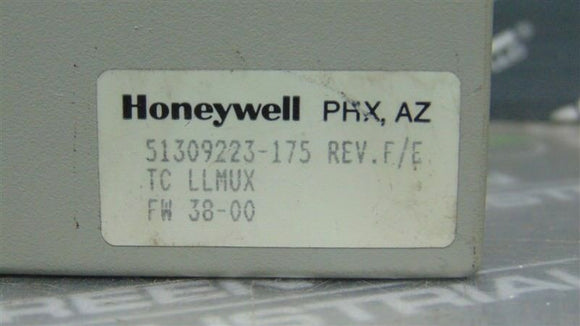 Honeywell PHX, AZ
51309223-175 REV.F/E
TC LLMUX
FW 38-00